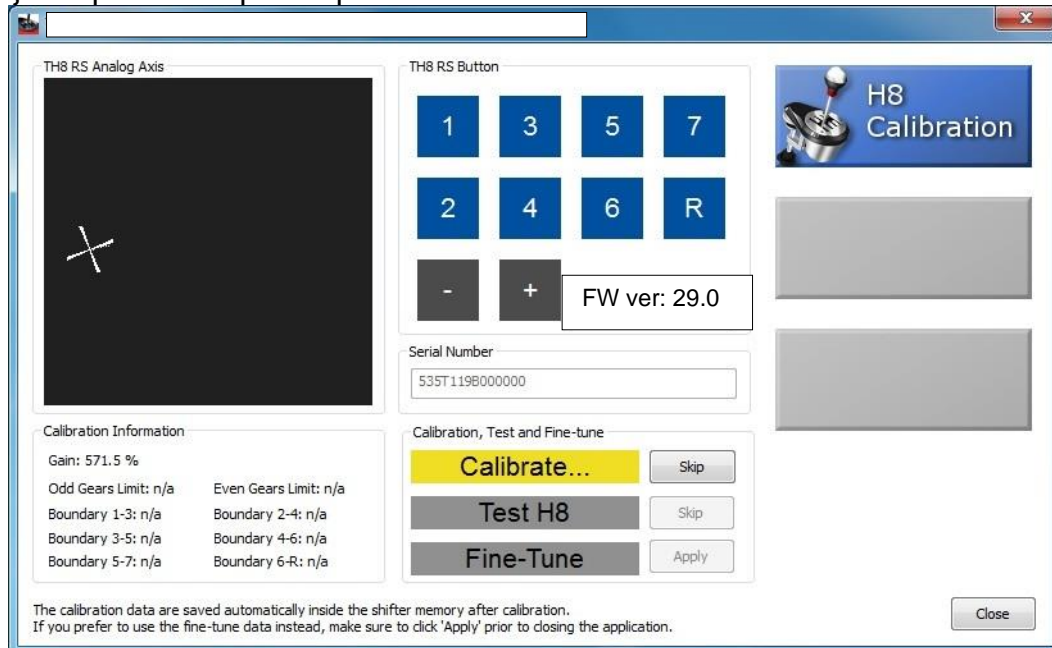 TH8 RS Analog Axis
TH8 RS Button
1 3 5 7
2 4 6 R
- +
FW ver: 29.0
H8
Calibration
Serial Number
535T119B000000
Calibration Information
Gain: 571.5 %
Odd Gears Limit: n/a Even Gears Limit: n/a
Boundary 1-3: n/a Boundary 2-4: n/a
Boundary 3-5: n/a Boundary 4-6: n/a
Boundary 5-7: n/a Boundary 6-R: n/a
Calibration, Test and Fine-tune
Calibrate... Skip
Test H8 Skip
Fine-Tune Apply
The calibration data are saved automatically inside the shifter memory after calibration.
If you prefer to use the fine-tune data instead, make sure to click 'Apply' prior to closing the application.
Close